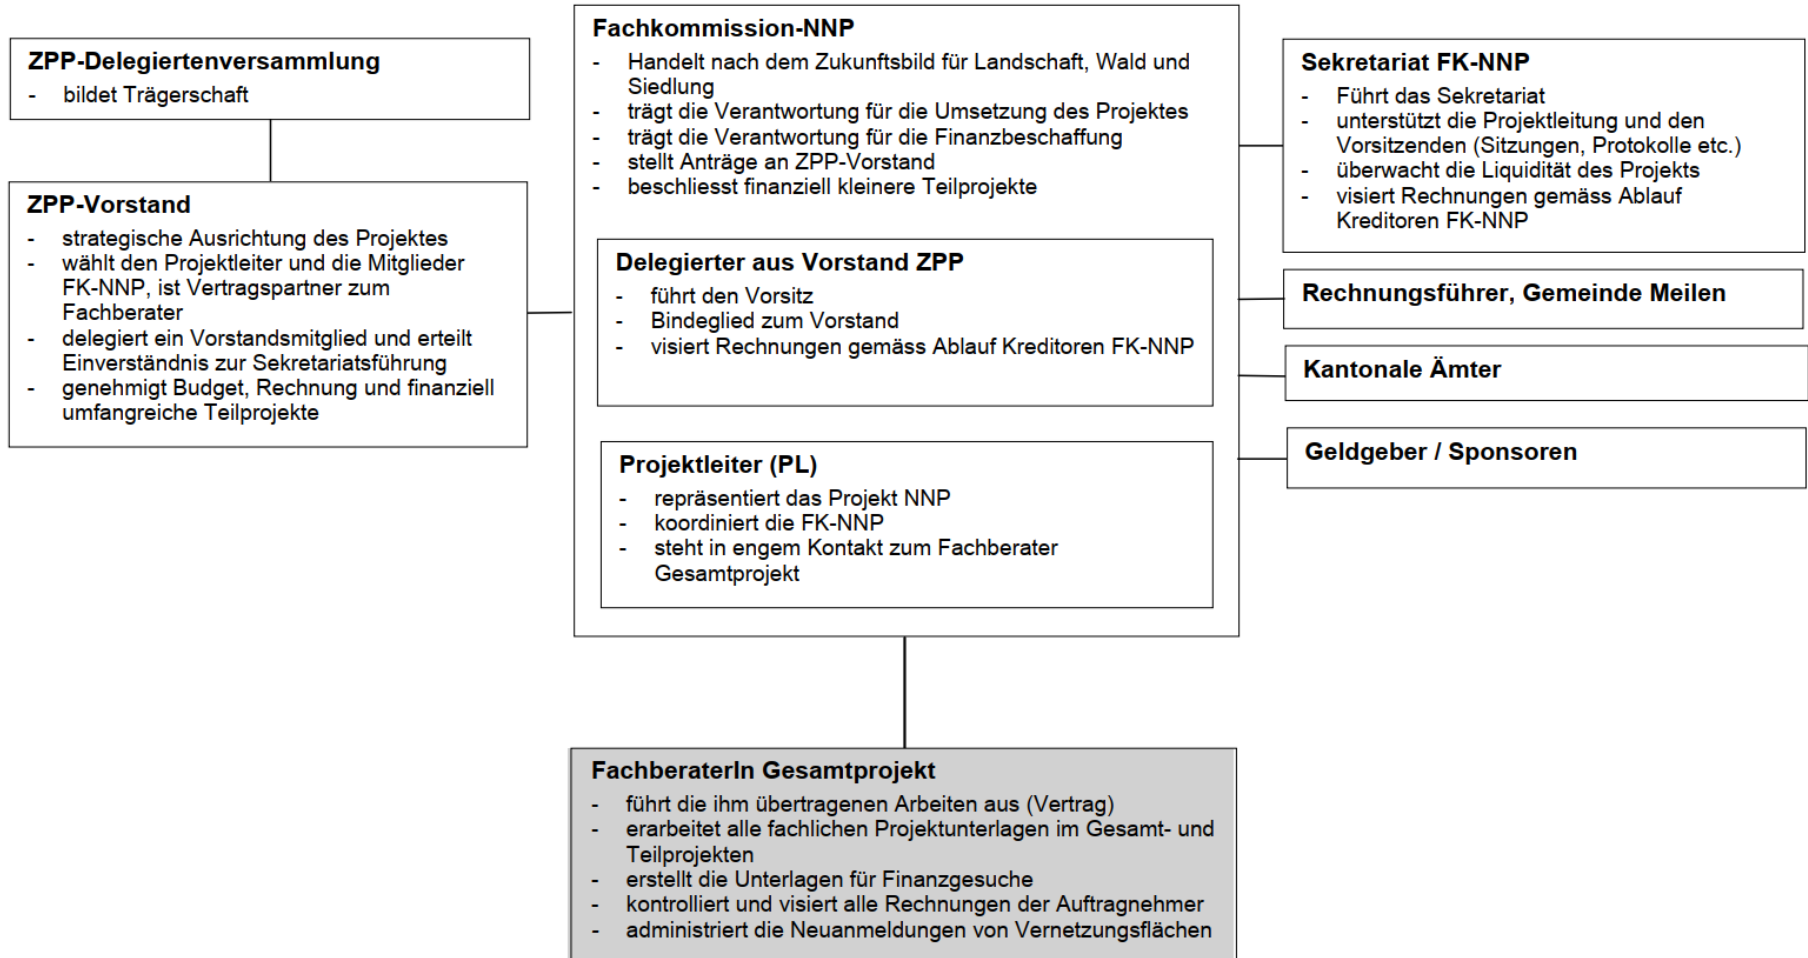 ZPP-Delegiertenversammlung
- bildet Trägerschaft
ZPP-Vorstand
- strategische Ausrichtung des Projektes
- wählt den Projektleiter und die Mitglieder
FK-NNP, ist Vertragspartner zum
Fachberater
- delegiert ein Vorstandsmitglied und erteilt
Einverständnis zur Sekretariatsführung
- genehmigt Budget, Rechnung und finanziell
umfangreiche Teilprojekte
Fachkommission-NNP
- Handelt nach dem Zukunftsbild für Landschaft, Wald und
Siedlung
- trägt die Verantwortung für die Umsetzung des Projektes
- trägt die Verantwortung für die Finanzbeschaffung
- stellt Anträge an ZPP-Vorstand
- beschliesst finanziell kleinere Teilprojekte
Delegierter aus Vorstand ZPP
- führt den Vorsitz
- Bindeglied zum Vorstand
- visiert Rechnungen gemäss Ablauf Kreditoren FK-NNP
Projektleiter (PL)
- repräsentiert das Projekt NNP
- koordiniert die FK-NNP
- steht in engem Kontakt zum Fachberater
Gesamtprojekt
Sekretariat FK-NNP
- Führt das Sekretariat
- unterstützt die Projektleitung und den
Vorsitzenden (Sitzungen, Protokolle etc.)
- überwacht die Liquidität des Projekts
- visiert Rechnungen gemäss Ablauf
Kreditoren FK-NNP
Rechnungsführer, Gemeinde Meilen
Kantonale Ämter
Geldgeber / Sponsoren
FachberaterIn Gesamtprojekt
- führt die ihm übertragenen Arbeiten aus (Vertrag)
- erarbeitet alle fachlichen Projektunterlagen im Gesamt- und
Teilprojekten
- erstellt die Unterlagen für Finanzgesuche
- kontrolliert und visiert alle Rechnungen der Auftragnehmer
- administriert die Neuanmeldungen von Vernetzungsflächen